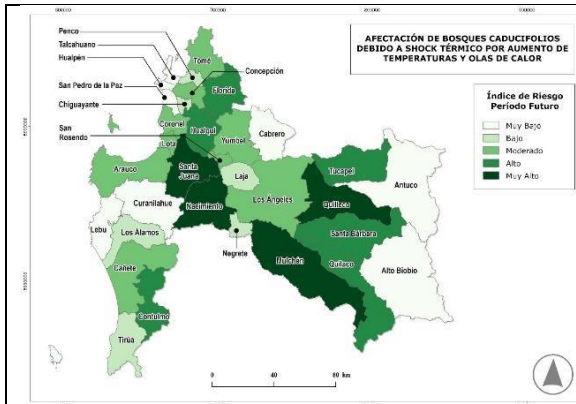 AFECTACIÓN DE BOSQUES CADUCIFOLIOS
DEBIDO A SHOCK TÉRMICO POR AUMENTO DE
TEMPERATURAS Y OLAS DE CALOR
Índice de Riesgo
Período Futuro
Muy Bajo
Bajo
Moderado
Alto
Muy Alto
Penco
Talcahuano
Hualpén
Tomé
San Pedro de la Paz
Concepción
Chiguayante
Florida
San
Rosendo
Coronel
Hualqui
Yumbel
Cabrero
Lota
Arauco
Santa
Juana
Laja
Tucapel
Antuco
Curanilahue
Nacimiento
Los Ángeles
Quilleco
Lebu
Los Álamos
Negrete
Santa Bárbara
Cañete
Mulchén
Quilaco
Alto Biobío
Contulmo
Tirúa
0 40 80 km